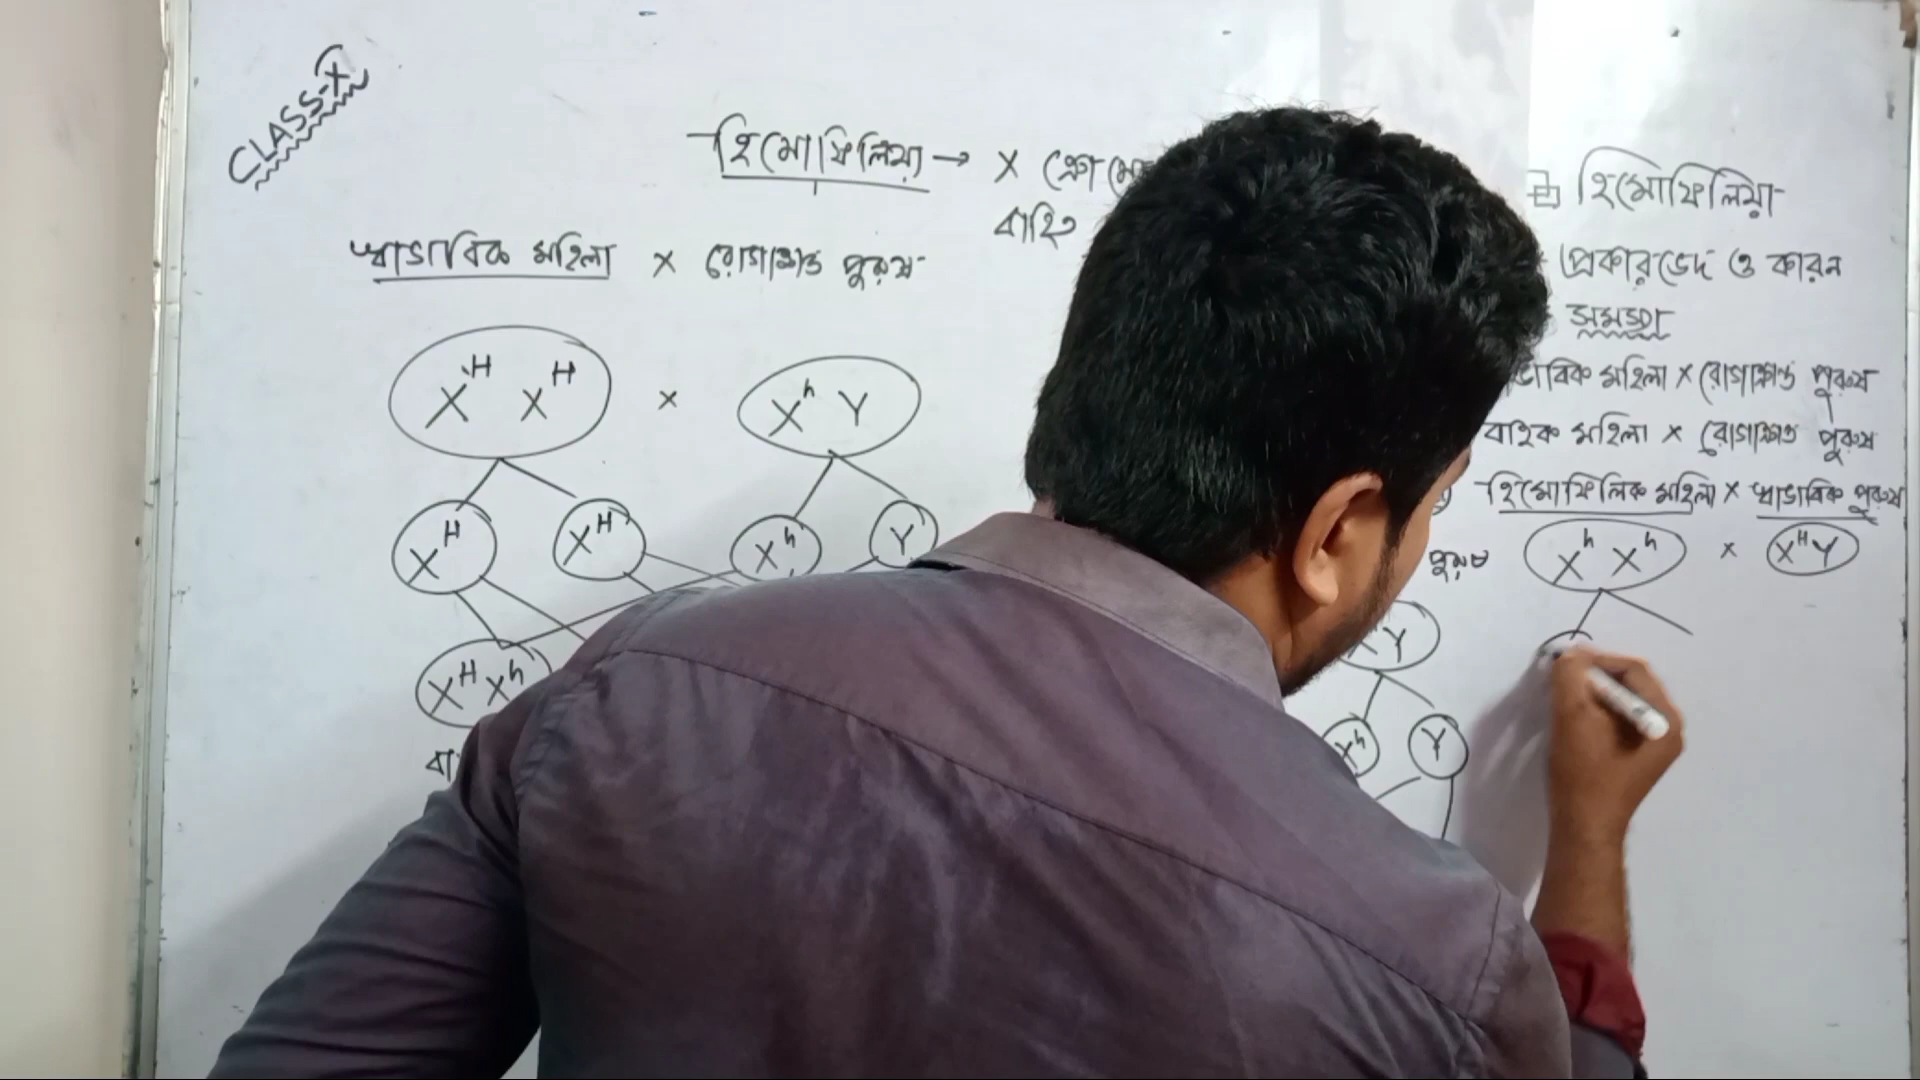 CLASS-X
হিমোফিলিয়া → X
বাহিত
স্বাভাবিক মহিলা × রোগাক্রান্ত পুরুষ
X^H X^H × X^h Y
X^H X^H X^h Y
X^H X^h
হিমোফিলিয়া
প্রকারভেদ ও কারন
সমস্যা
মহিলা × রোগাক্রান্ত পুরুষ
বাহক মহিলা × রোগাক্রান্ত পুরুষ
হিমোফিলিক মহিলা × স্বাভাবিক পুরুষ
পুরুষ X^h X^h × X^H Y
Y
X^h Y